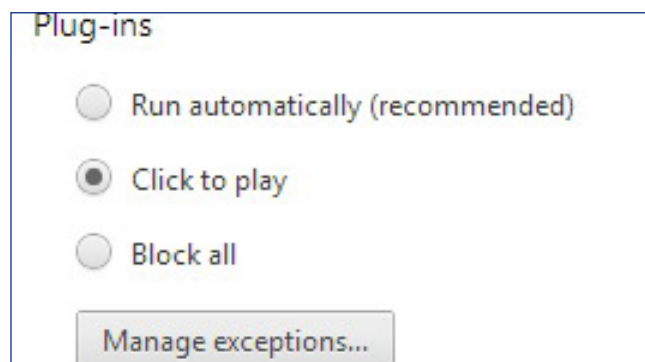 Plug-ins
Run automatically (recommended)
Click to play
Block all
Manage exceptions...